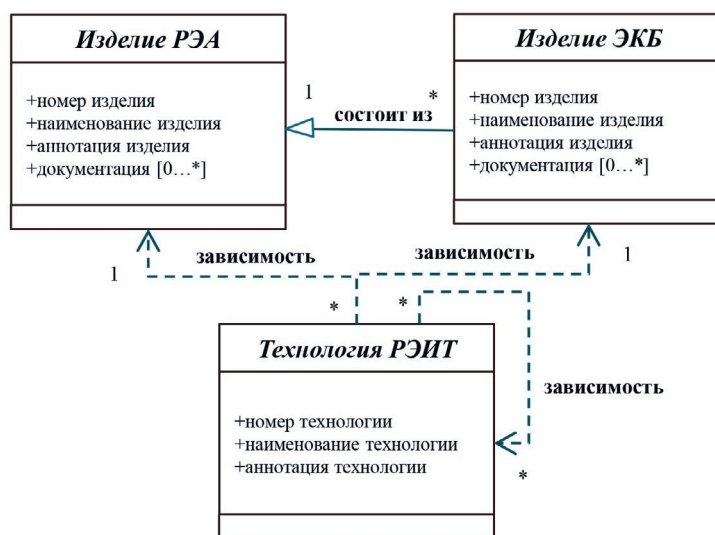 Изделие РЭА
+номер изделия
+наименование изделия
+аннотация изделия
+документация [0…*]
1
состоит из
*
Изделие ЭКБ
+номер изделия
+наименование изделия
+аннотация изделия
+документация [0…*]
1
зависимость
*
зависимость
1
*
Технология РЭИТ
+номер технологии
+наименование технологии
+аннотация технологии
зависимость
*